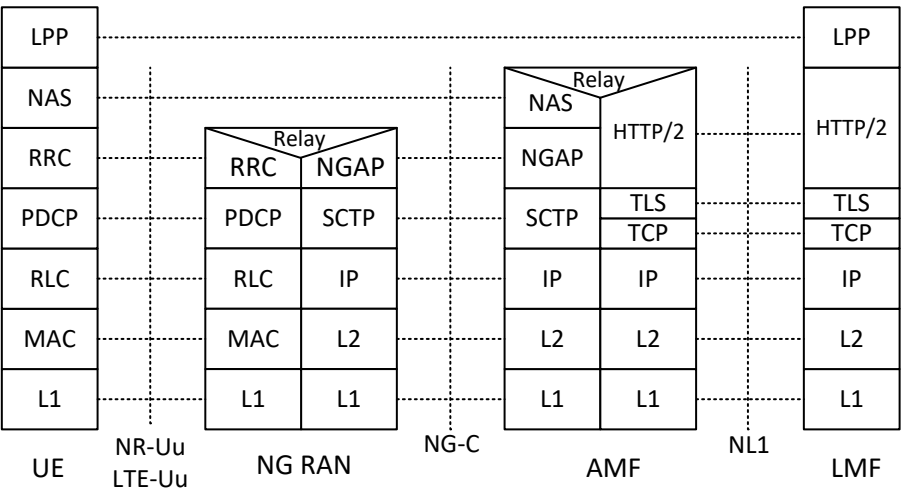 LPP
LPP
NAS
Relay
NAS
HTTP/2
HTTP/2
RRC
Relay
RRC
NGAP
NGAP
PDCP
PDCP
SCTP
SCTP
TLS
TCP
TLS
TCP
RLC
RLC
IP
IP
IP
IP
MAC
MAC
L2
L2
L2
L2
L1
L1
L1
L1
L1
L1
UE
NR-Uu
LTE-Uu
NG RAN
NG-C
AMF
NL1
LMF